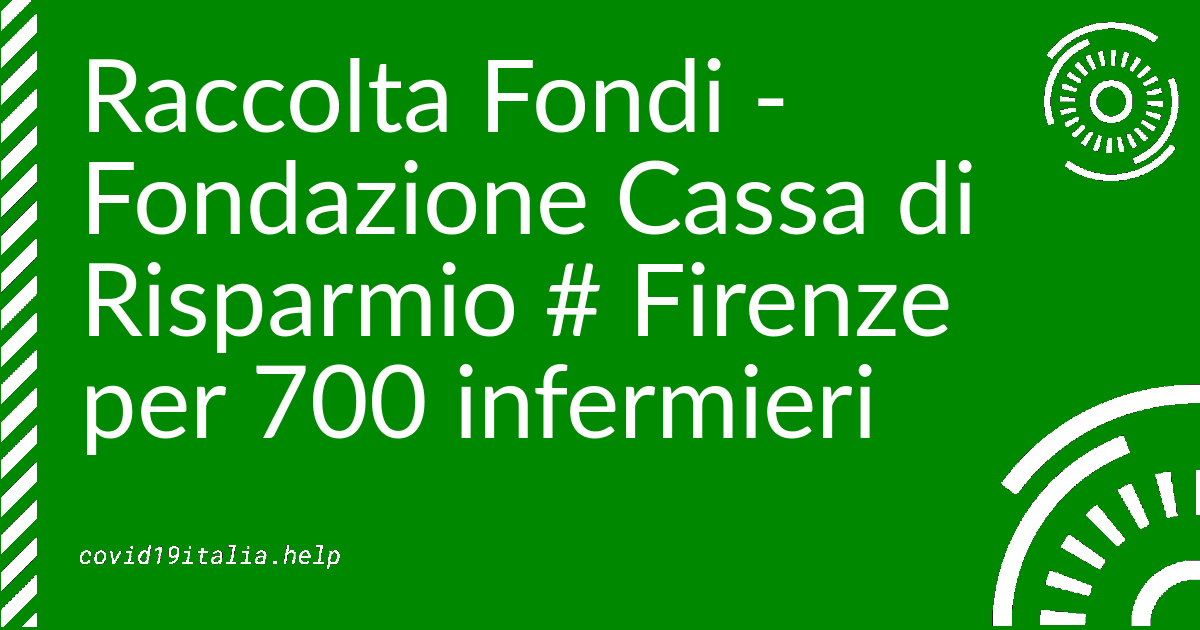 Raccolta Fondi -
Fondazione Cassa di
Risparmio # Firenze
per 700 infermieri
covid19italia.help